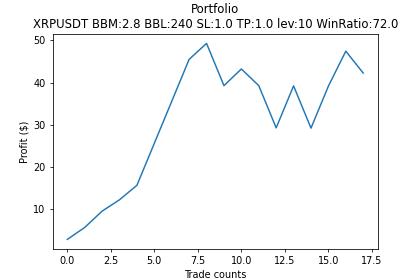 Portfolio
XRPUSDT BBM:2.8 BBL:240 SL:1.0 TP:1.0 lev:10 WinRatio:72.0
Profit ($)
50
40
30
20
10
0.0 2.5 5.0 7.5 10.0 12.5 15.0 17.5
Trade counts